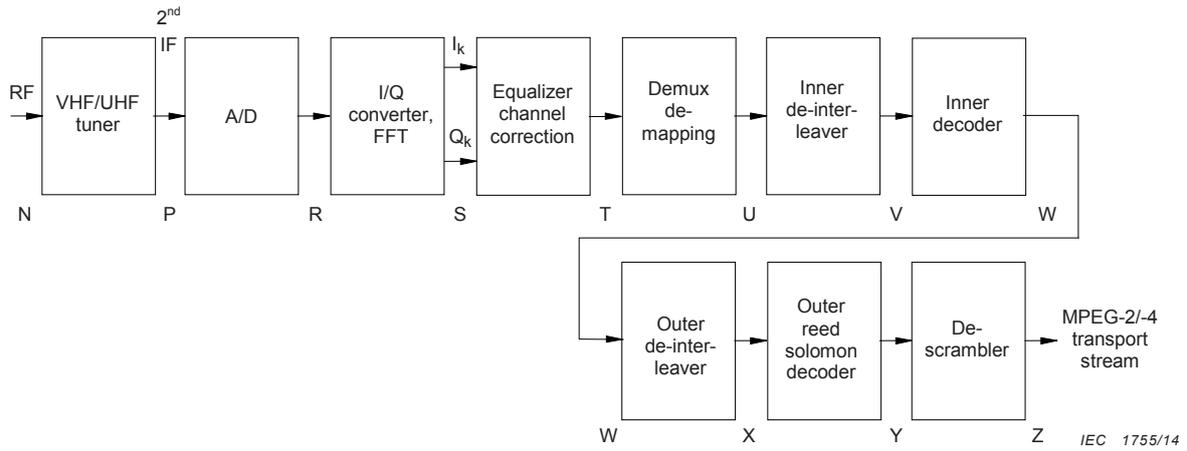 2nd
IF
RF
VHF/UHF
tuner
A/D
I/Q
converter,
FFT
Ik
Qk
Equalizer
channel
correction
Demux
de-
mapping
Inner
de-inter-
leaver
Inner
decoder
N
P
R
S
T
U
V
W
Outer
de-inter-
leaver
Outer
reed
solomon
decoder
De-
scrambler
MPEG-2/-4
transport
stream
W
X
Y
Z
IEC 1755/14